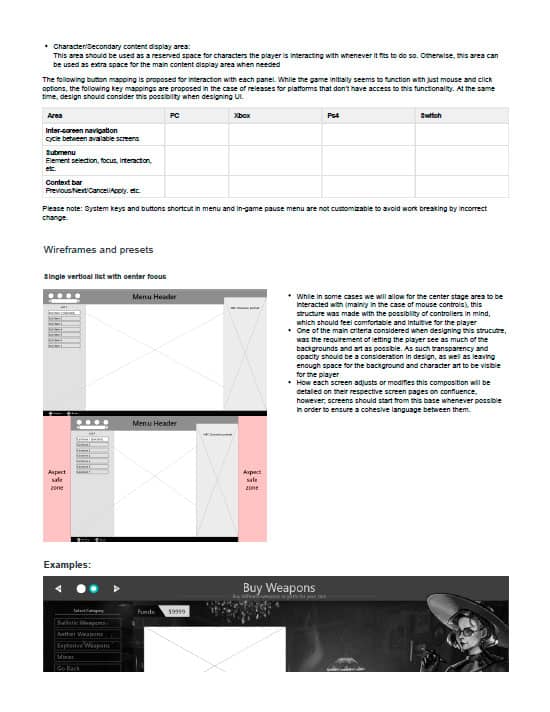 • Character/Secondary content display area:
This area should be used as a reserved space for characters the player is interacting with whenever it fits to do so. Otherwise, this area can
be used as extra space for the main content display area when needed
The following button mapping is proposed for interaction with each panel. While the game initially seems to function with just mouse and click
options, the following key mappings are proposed in the case of releases for platforms that don't have access to this functionality. At the same
time, design should consider this possibility when designing UI.
Area PC Xbox Ps4 Switch
Inter-screen navigation
cycle between available screens
Submenu
Element selection, focus, interaction,
etc.
Context bar
Previous/Next/Cancel/Apply. etc.
Please note: System keys and buttons shortcut in menu and in-game pause menu are not customizable to avoid work breaking by incorrect
change.
Wireframes and presets
Single vertical list with center focus
Menu Header
• While in some cases we will allow for the center stage area to be
interacted with (mainly in the case of mouse controls), this
structure was made with the possibility of controllers in mind,
which should feel comfortable and intuitive for the player
• One of the main criteria considered when designing this strucutre,
was the requirement of letting the player see as much of the
backgrounds and art as possible. As such transparency and
opacity should be a consideration in design, as well as leaving
enough space for the background and character art to be visible
for the player
• How each screen adjusts or modifies this composition will be
detailed on their respective screen pages on confluence,
however; screens should start from this base whenever possible
in order to ensure a cohesive language between them.
Menu Header
Aspect
safe
zone
Aspect
safe
zone
Examples:
Buy Weapons
Select Category
Funds $9999
Ballistic Weapons
Aether Weapons
Explosive Weapons
Mines
Go Back